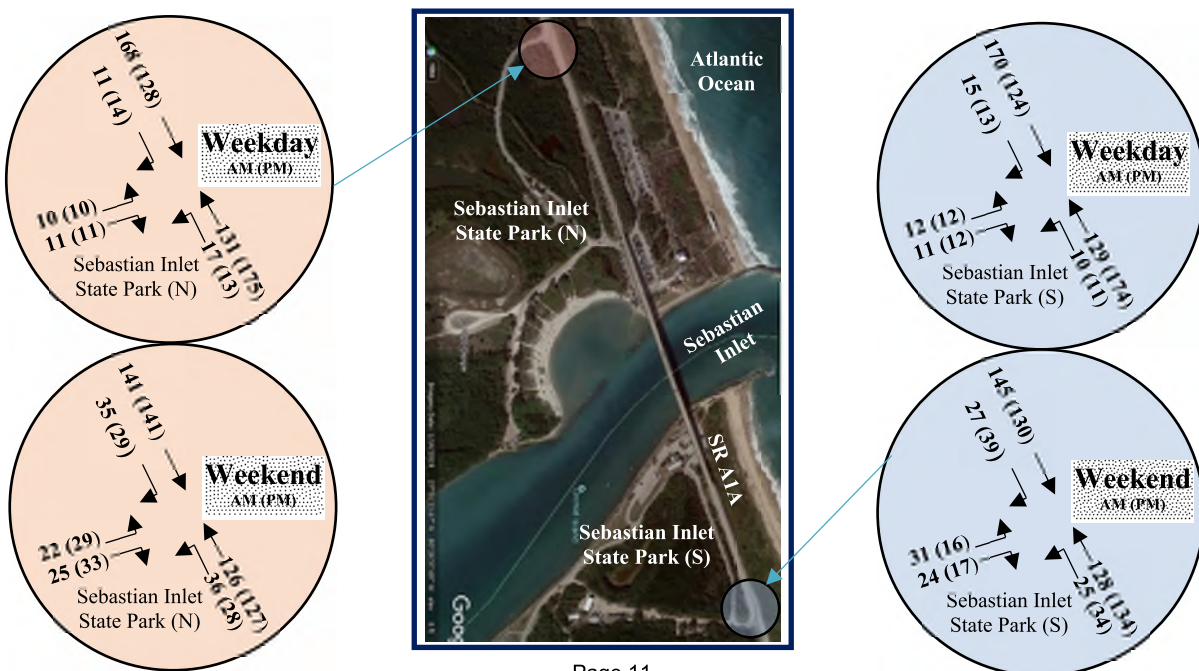 168 (128)
11 (14)
Weekday
AM (PM)
10 (10)
11 (11)
131 (175)
17 (13)
Sebastian Inlet
State Park (N)
141 (141)
35 (29)
Weekend
AM (PM)
22 (29)
25 (33)
126 (127)
36 (28)
Sebastian Inlet
State Park (N)
Atlantic
Ocean
Sebastian Inlet
State Park (N)
Sebastian
Inlet
SR A1A
Sebastian Inlet
State Park (S)
Goog
170 (124)
15 (13)
Weekday
AM (PM)
12 (12)
11 (12)
129 (174)
10 (11)
Sebastian Inlet
State Park (S)
145 (130)
27 (39)
Weekend
AM (PM)
31 (16)
24 (17)
128 (134)
25 (34)
Sebastian Inlet
State Park (S)
Page 11